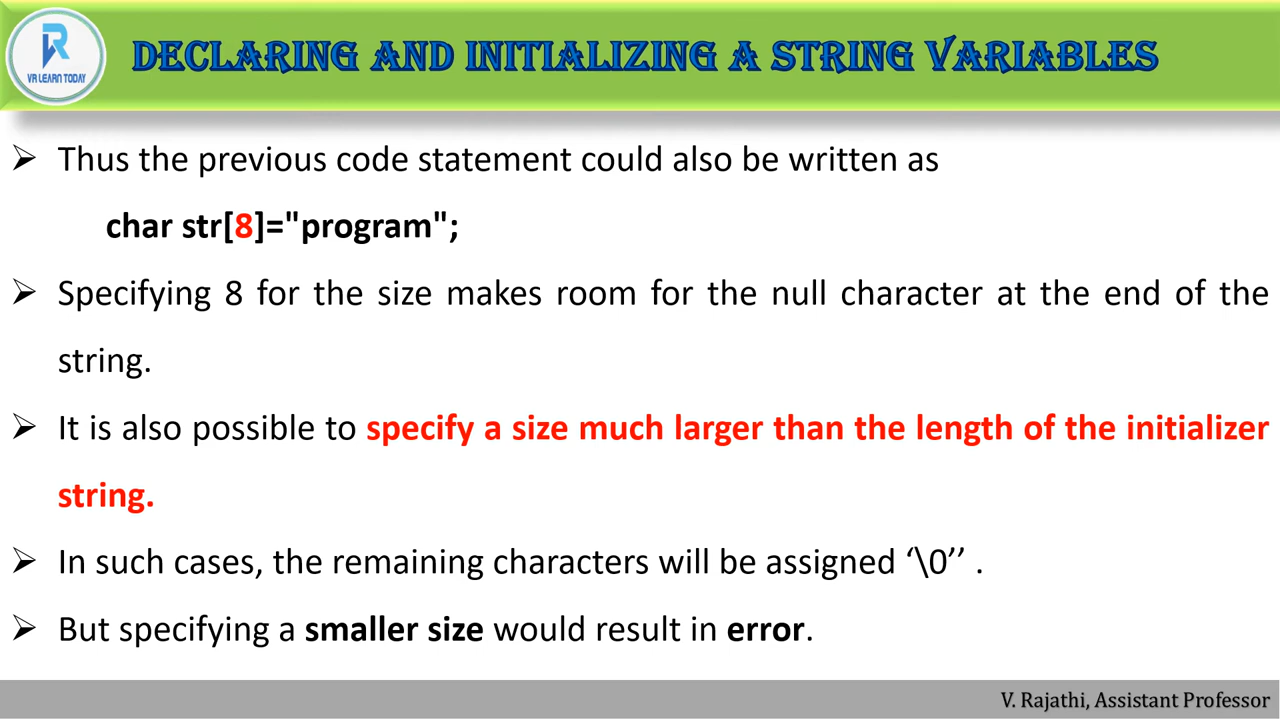 VR LEARN TODAY
DECLARING AND INITIALIZING A STRING VARIABLES
➢ Thus the previous code statement could also be written as
char str[8]="program";
➢ Specifying 8 for the size makes room for the null character at the end of the
string.
➢ It is also possible to specify a size much larger than the length of the initializer
string.
➢ In such cases, the remaining characters will be assigned ‘\0’’ .
➢ But specifying a smaller size would result in error.
V. Rajathi, Assistant Professor